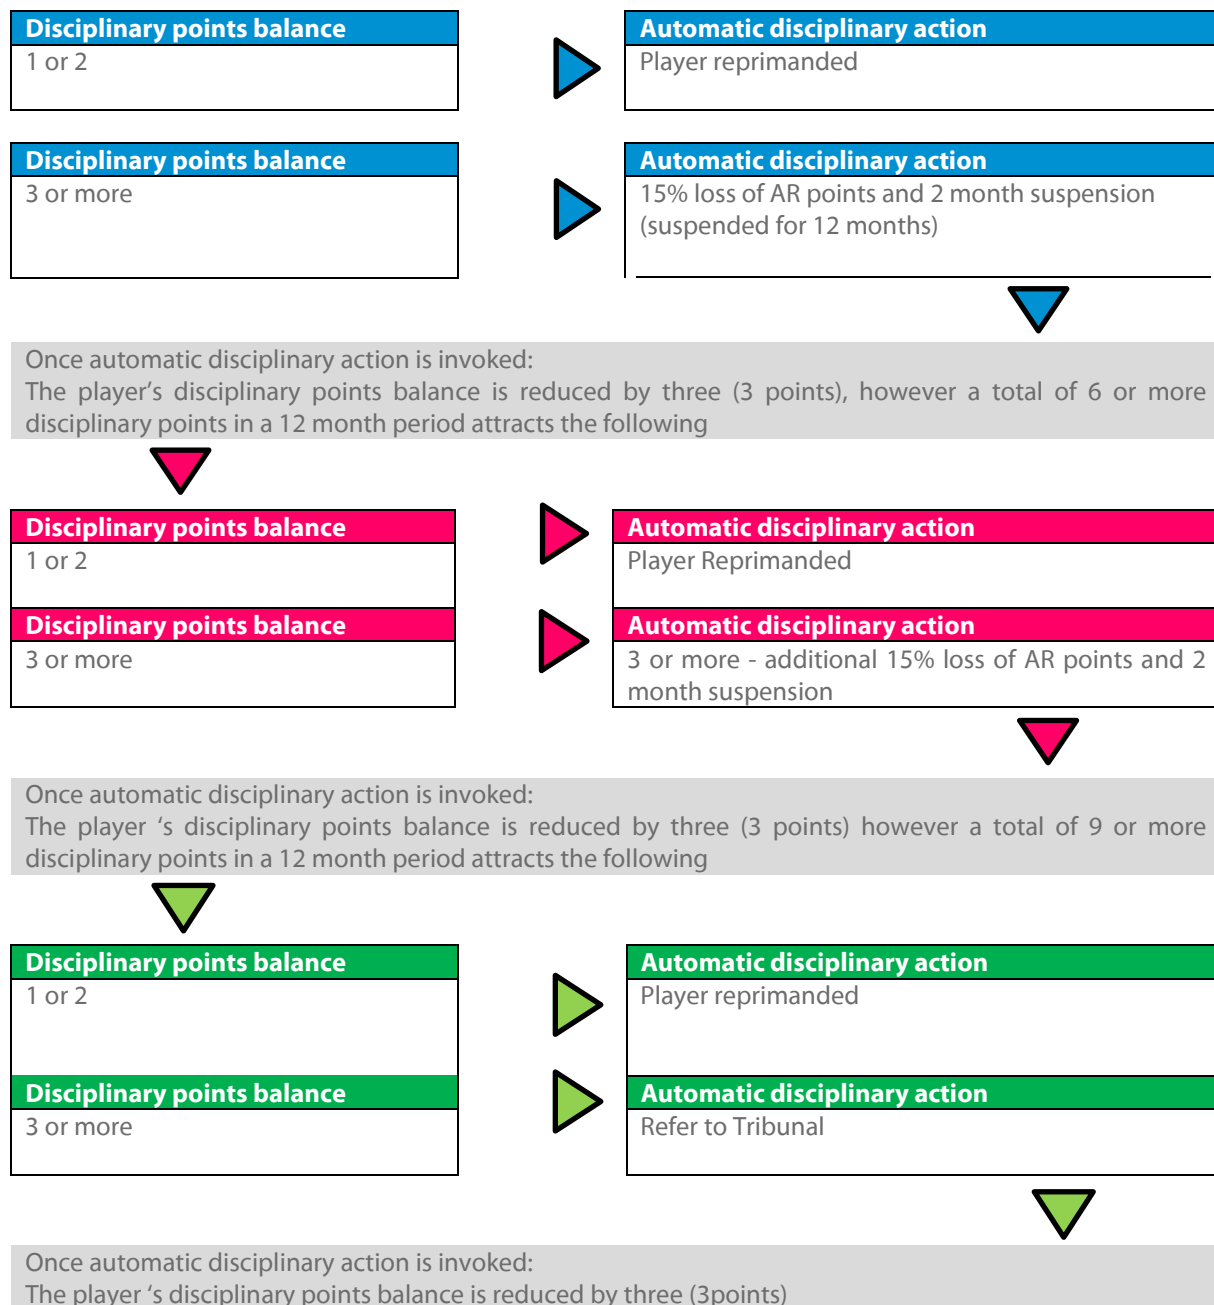 Disciplinary points balance
Automatic disciplinary action
1 or 2
Player reprimanded
Disciplinary points balance
Automatic disciplinary action
3 or more
15% loss of AR points and 2 month suspension
(suspended for 12 months)
Once automatic disciplinary action is invoked:
The player’s disciplinary points balance is reduced by three (3 points), however a total of 6 or more
disciplinary points in a 12 month period attracts the following
Disciplinary points balance
Automatic disciplinary action
1 or 2
Player Reprimanded
Disciplinary points balance
Automatic disciplinary action
3 or more
3 or more - additional 15% loss of AR points and 2
month suspension
Once automatic disciplinary action is invoked:
The player ‘s disciplinary points balance is reduced by three (3 points) however a total of 9 or more
disciplinary points in a 12 month period attracts the following
Disciplinary points balance
Automatic disciplinary action
1 or 2
Player reprimanded
Disciplinary points balance
Automatic disciplinary action
3 or more
Refer to Tribunal
Once automatic disciplinary action is invoked:
The player ‘s disciplinary points balance is reduced by three (3points)